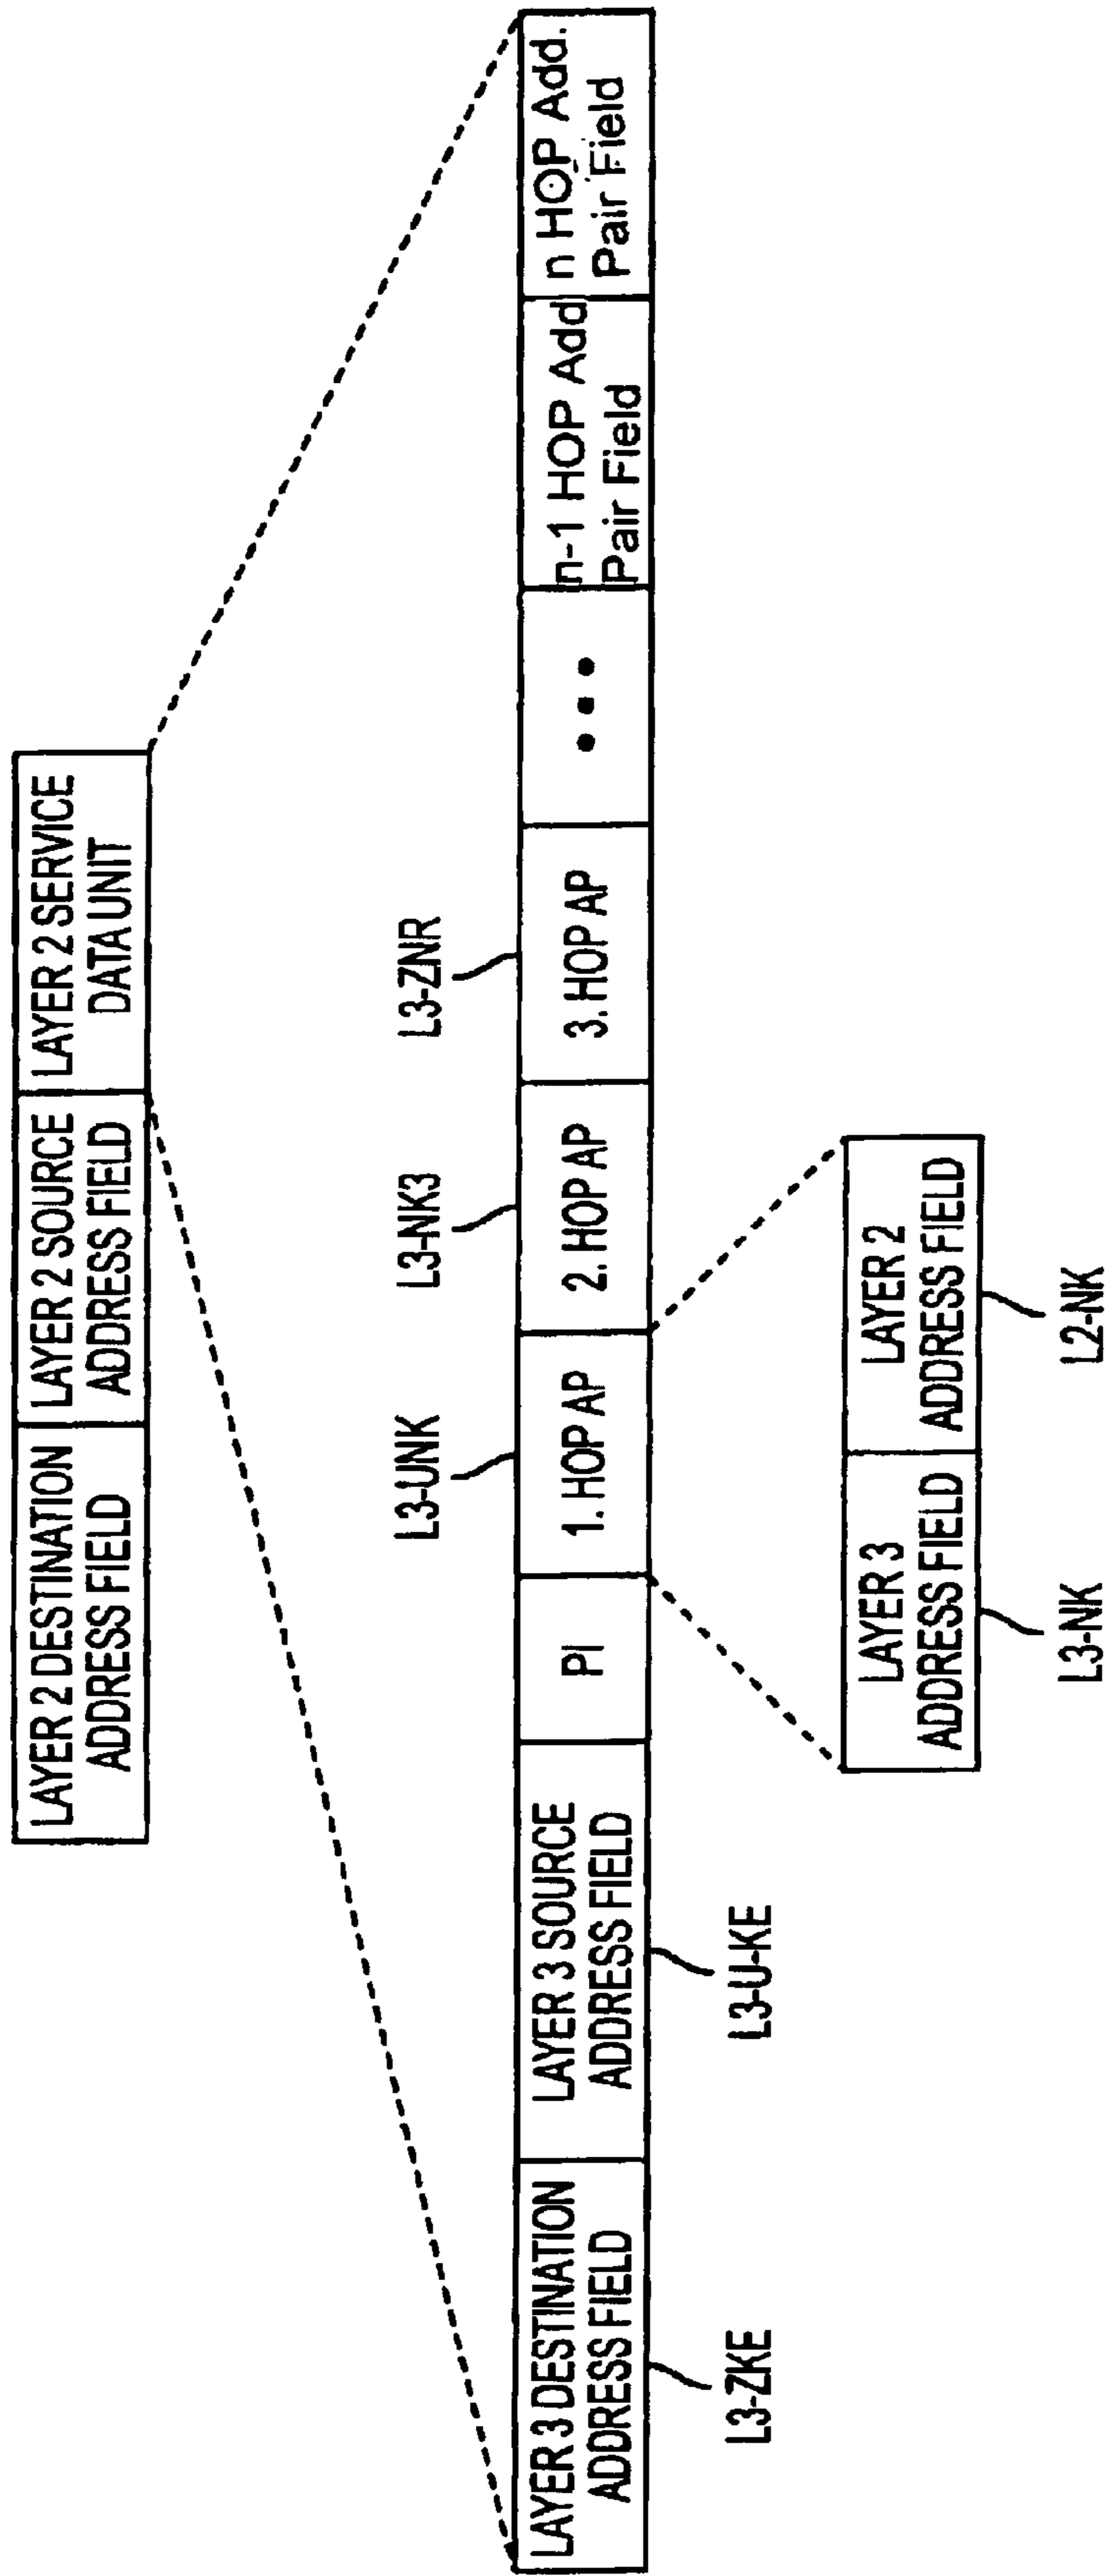 LAYER 2 DESTINATION
ADDRESS FIELD
LAYER 2 SOURCE
ADDRESS FIELD
LAYER 2 SERVICE
DATA UNIT
L3-UNK
L3-NK3
L3-ZNR
LAYER 3 DESTINATION
ADDRESS FIELD
LAYER 3 SOURCE
ADDRESS FIELD
PI
1. HOP AP
2. HOP AP
3. HOP AP
•••
n-1 HOP Add
Pair Field
n HOP Add.
Pair Field
L3-ZKE
L3-U-KE
LAYER 3
ADDRESS FIELD
LAYER 2
ADDRESS FIELD
L3-NK
L2-NK